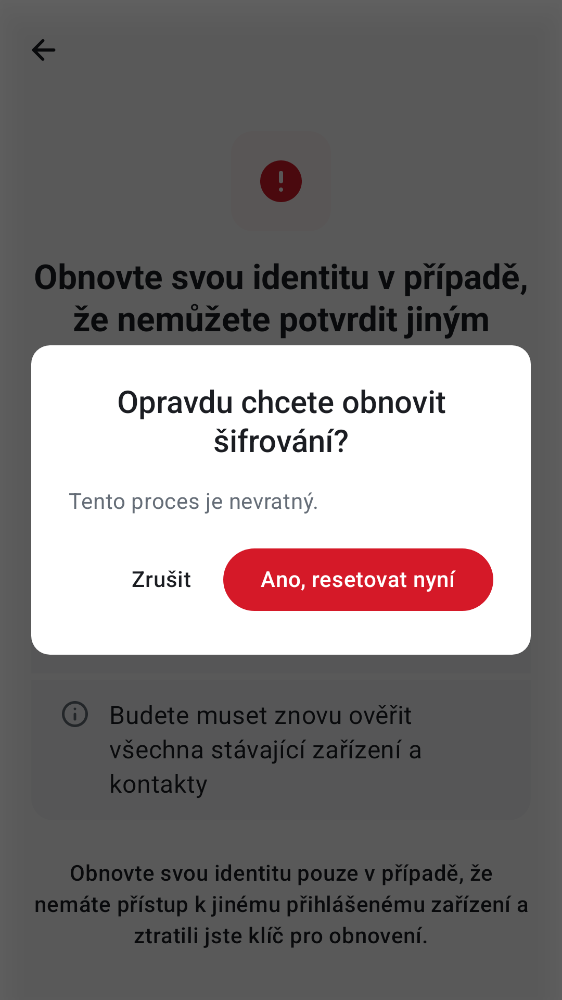 Obnovte svou identitu v případě,
že nemůžete potvrdit jiným
Opravdu chcete obnovit
šifrování?
Tento proces je nevratný.
Zrušit
Ano, resetovat nyní
Budete muset znovu ověřit
všechna stávající zařízení a
kontakty
Obnovte svou identitu pouze v případě, že
nemáte přístup k jinému přihlášenému zařízení a
ztratili jste klíč pro obnovení.